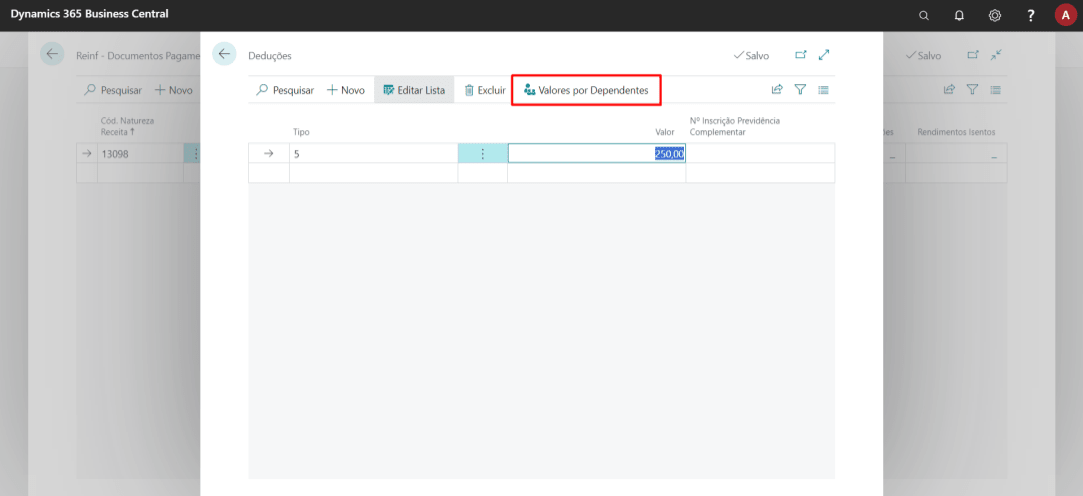 Dynamics 365 Business Central
?
A
Reinf - Documentos Pagame
Deduções
Salvo
Salvo
Pesquisar
Novo
Pesquisar
Novo
Editar Lista
Excluir
Valores por Dependentes
Cód. Natureza
Receita ↑
Tipo
Valor
Nº Inscrição Previdência
Complementar
ões
Rendimentos Isentos
13098
5
250,00
_
_